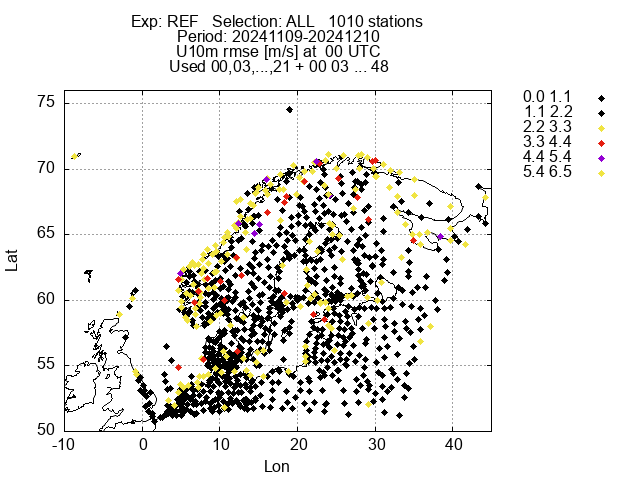 Exp: REF Selection: ALL 1010 stations
Period: 20241109-20241210
U10m rmse [m/s] at 00 UTC
Used 00,03,...,21 + 00 03 ... 48
0.0 1.1
1.1 2.2
2.2 3.3
3.3 4.4
4.4 5.4
5.4 6.5
75
70
65
60
55
50
Lat
-10 0 10 20 30 40
Lon